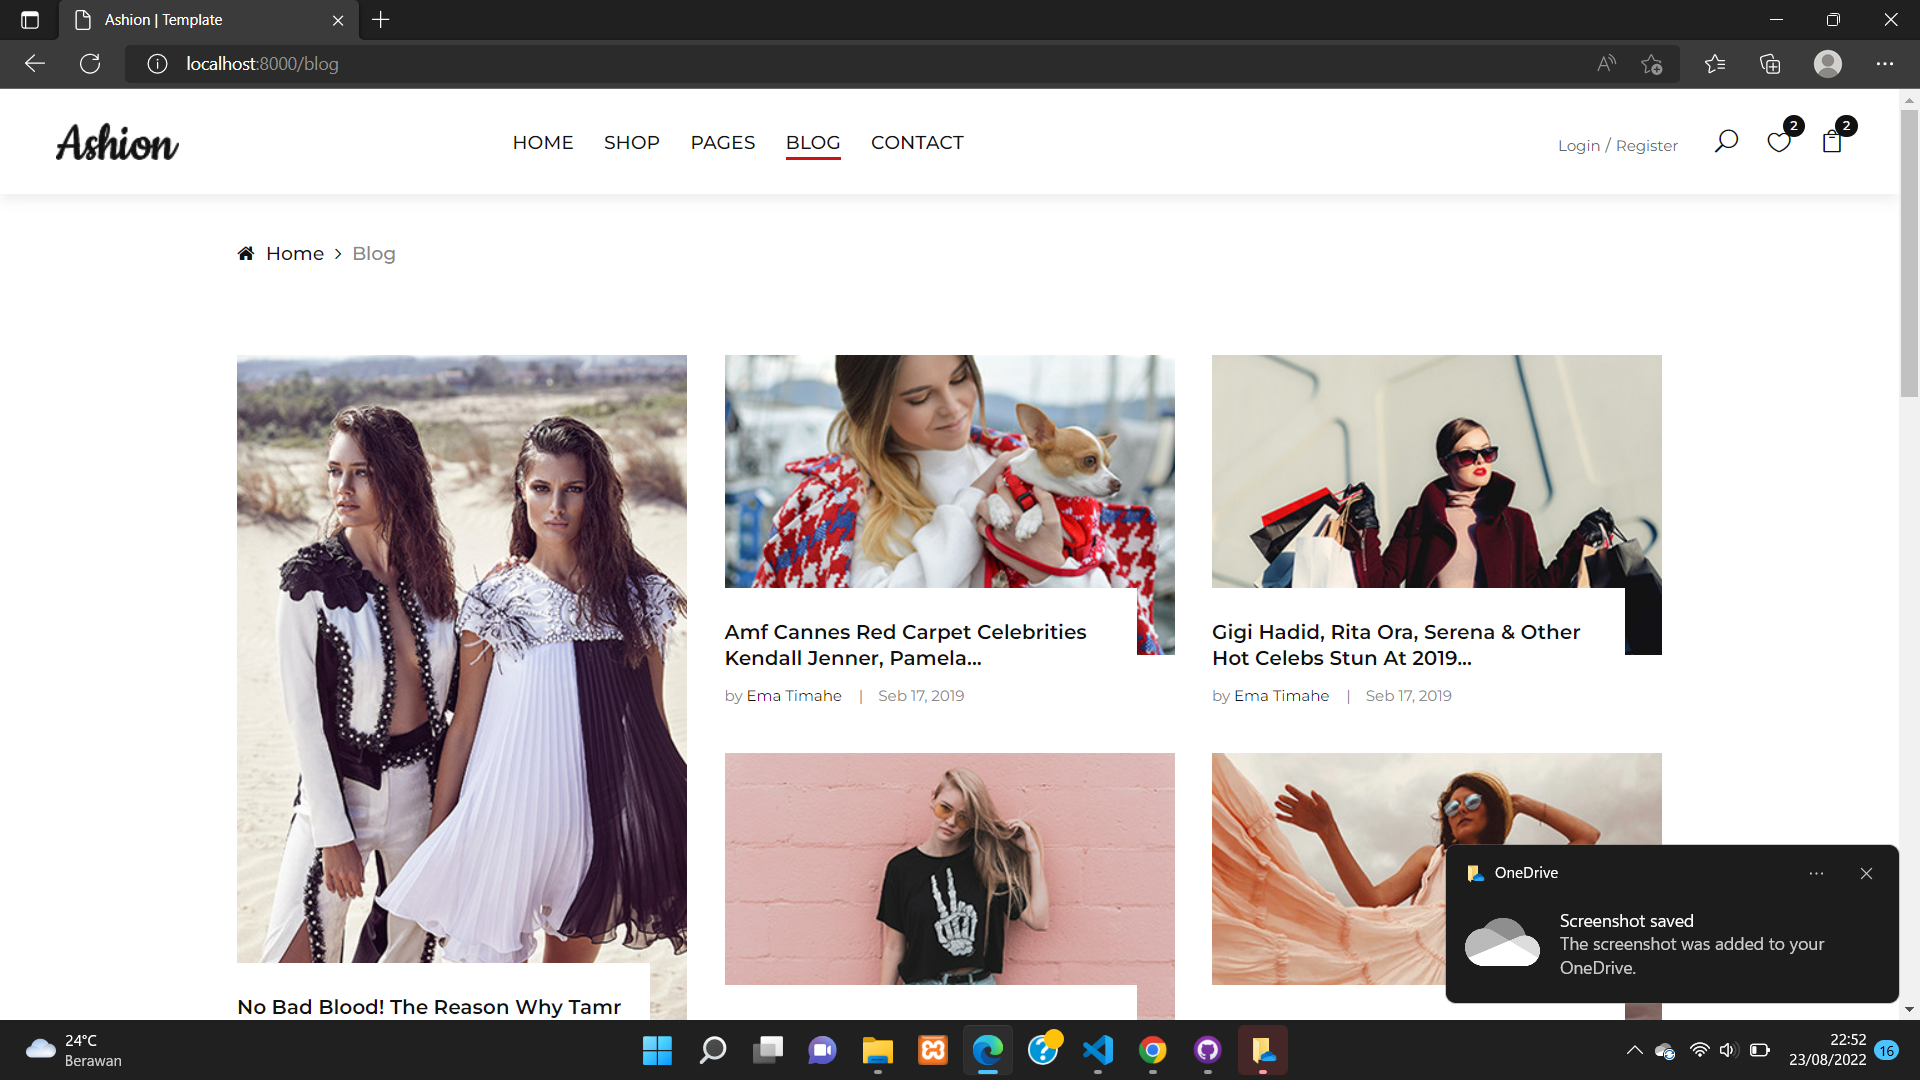 Ashion | Template
localhost:8000/blog
Ashion
HOME SHOP PAGES BLOG CONTACT
Login / Register
2
2
Home > Blog
Amf Cannes Red Carpet Celebrities
Kendall Jenner, Pamela...
by Ema Timahe | Seb 17, 2019
Gigi Hadid, Rita Ora, Serena & Other
Hot Celebs Stun At 2019...
by Ema Timahe | Seb 17, 2019
No Bad Blood! The Reason Why Tamr
OneDrive
Screenshot saved
The screenshot was added to your
OneDrive.
24°C
Berawan
22:52
23/08/2022
16